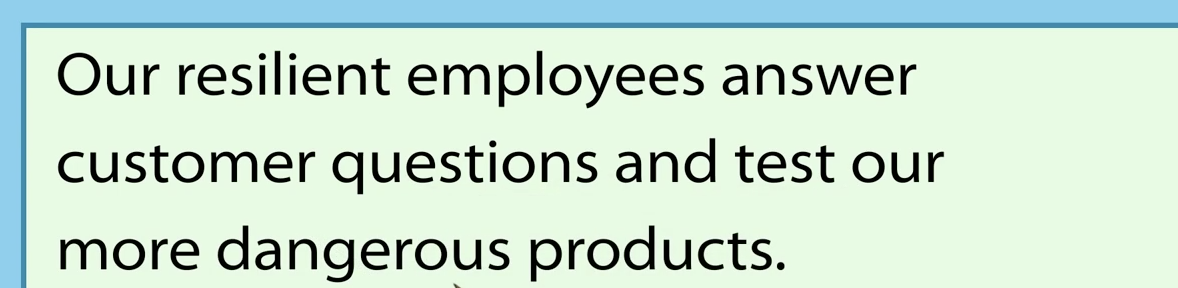 Our resilient employees answer
customer questions and test our
more dangerous products.